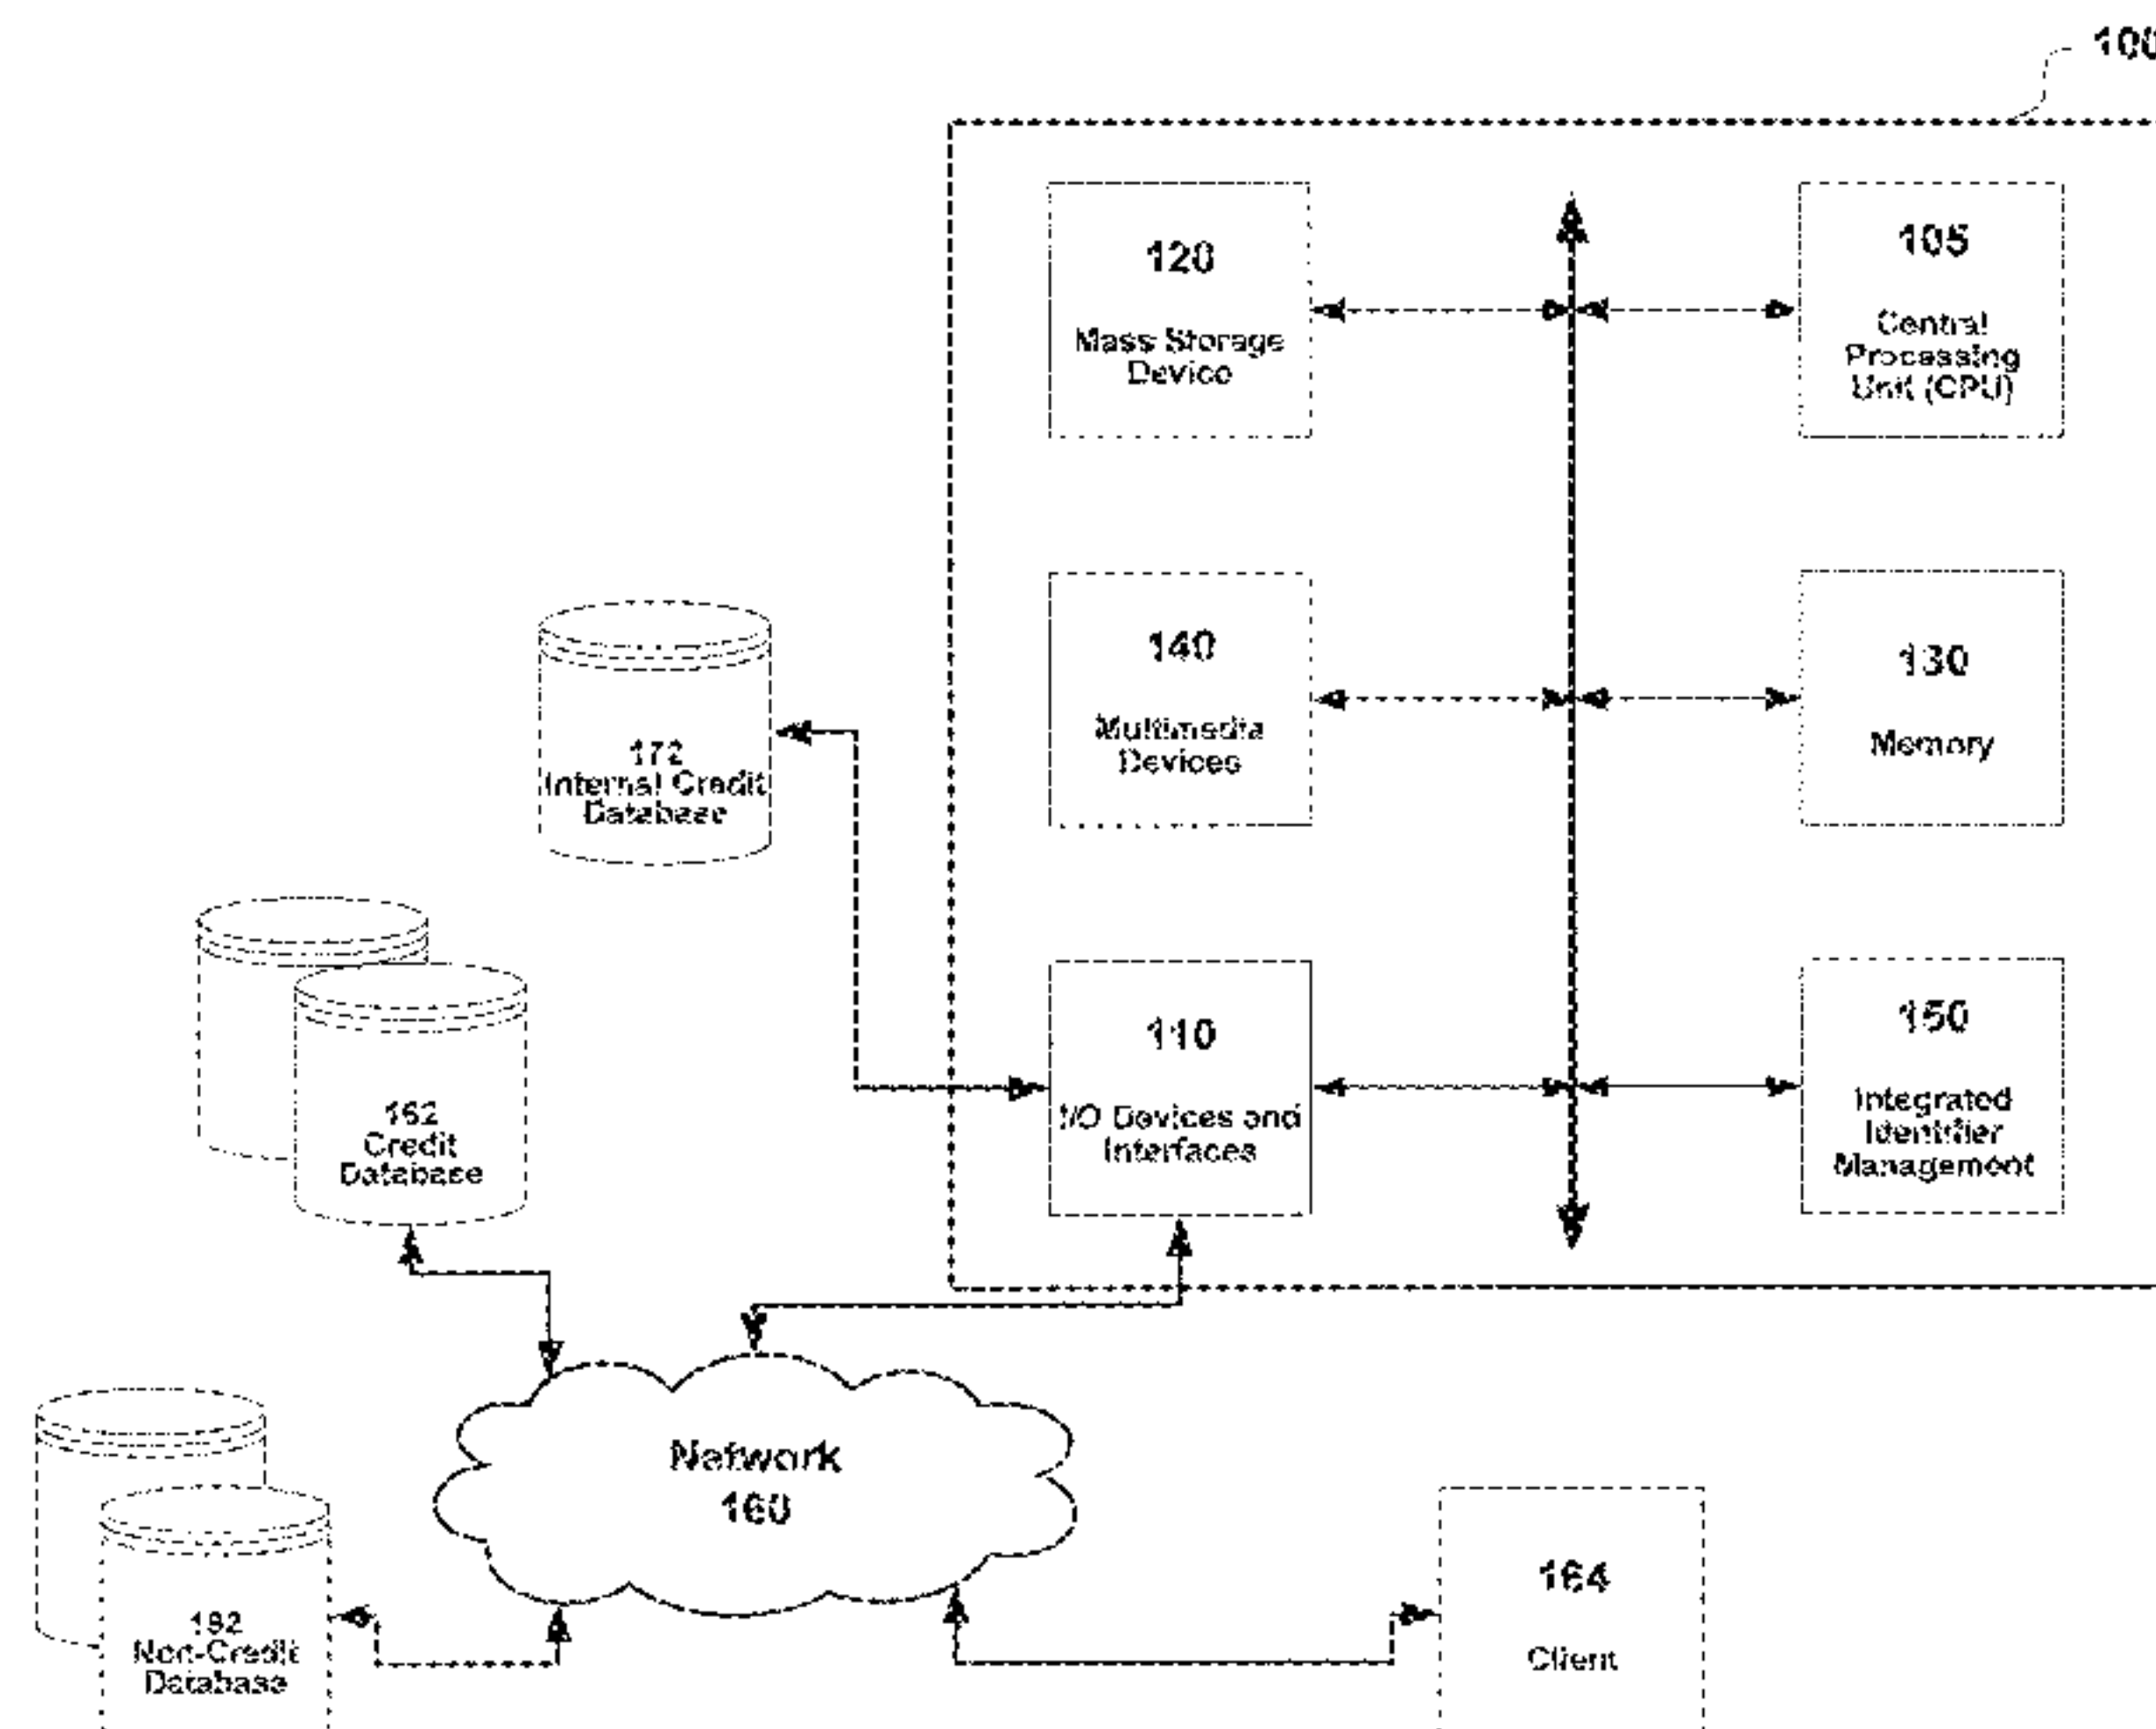 100
120
Mass Storage
Device
105
Central
Processing
Unit (CPU)
140
Multimedia
Devices
130
Memory
172
Internal Credit
Database
110
I/O Devices and
Interfaces
150
Integrated
Identifier
Management
162
Credit
Database
Network
160
182
Non-Credit
Database
164
Client